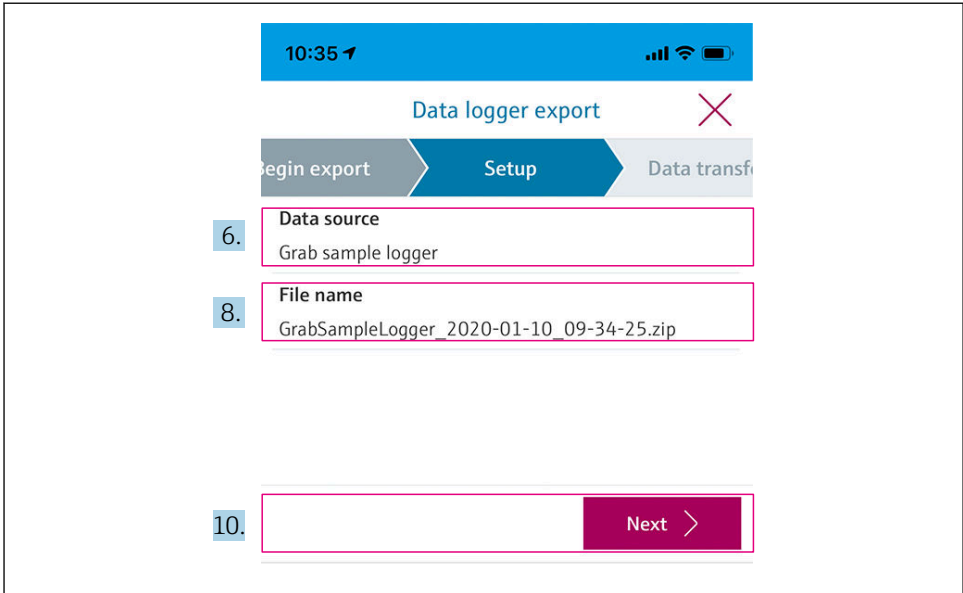 10:35
Data logger export
Begin export
Setup
Data transfe
6.
Data source
Grab sample logger
8.
File name
GrabSampleLogger_2020-01-10_09-34-25.zip
10.
Next